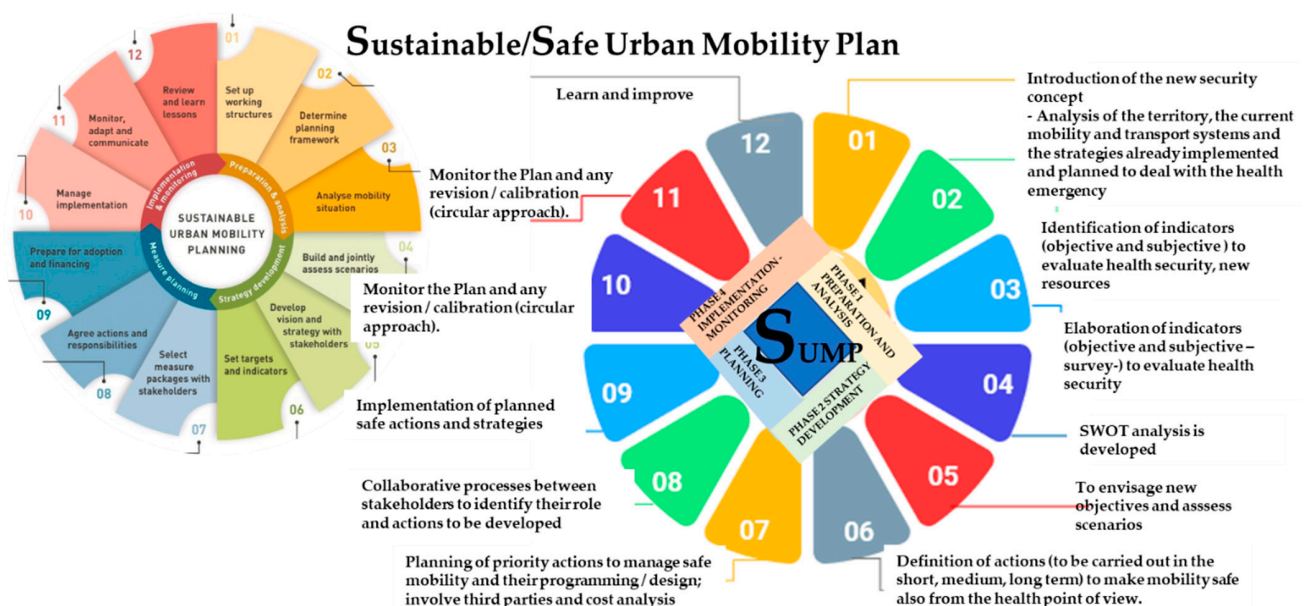 Sustainable/Safe Urban Mobility Plan
01
Set up
working
structures
02
Determine
planning
framework
03
Analyse mobility
situation
04
Build and jointly
assess scenarios
05
Develop
vision and
strategy with
stakeholders
06
Set targets
and indicators
07
Select
measure
packages with
stakeholders
08
Agree actions and
responsibilities
09
Prepare for adoption
and financing
10
Manage
implementation
11
Monitor,
adapt and
communicate
12
Review
and learn
lessons
Preparation & analysis
Strategy development
Measure planning
Implementation
& monitoring
SUSTAINABLE
URBAN MOBILITY
PLANNING
01
Introduction of the new security
concept
- Analysis of the territory, the current
mobility and transport systems and
the strategies already implemented
and planned to deal with the health
emergency
02
Identification of indicators
(objective and subjective ) to
evaluate health security, new
resources
03
Elaboration of indicators
(objective and subjective –
survey-) to evaluate health
security
04
SWOT analysis is
developed
05
To envisage new
objectives and asssess
scenarios
06
Definition of actions (to be carried out in the
short, medium, long term) to make mobility safe
also from the health point of view.
07
Planning of priority actions to manage safe
mobility and their programming / design;
involve third parties and cost analysis
08
Collaborative processes between
stakeholders to identify their role
and actions to be developed
09
Implementation of planned
safe actions and strategies
10
Monitor the Plan and any
revision / calibration (circular
approach).
11
Monitor the Plan and any
revision / calibration
(circular approach).
12
Learn and improve
PHASE 1
PREPARATION AND
ANALYSIS
PHASE 2 STRATEGY
DEVELOPMENT
PHASE 3
PLANNING
PHASE 4
IMPLEMENTATION -
MONITORING
SUMP